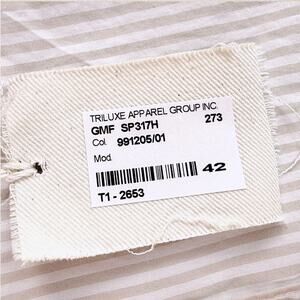 TRILUXE APPAREL GROUP INC.
GMF SP317H 273
Col. 991205/01
Mod.
42
T1-2653